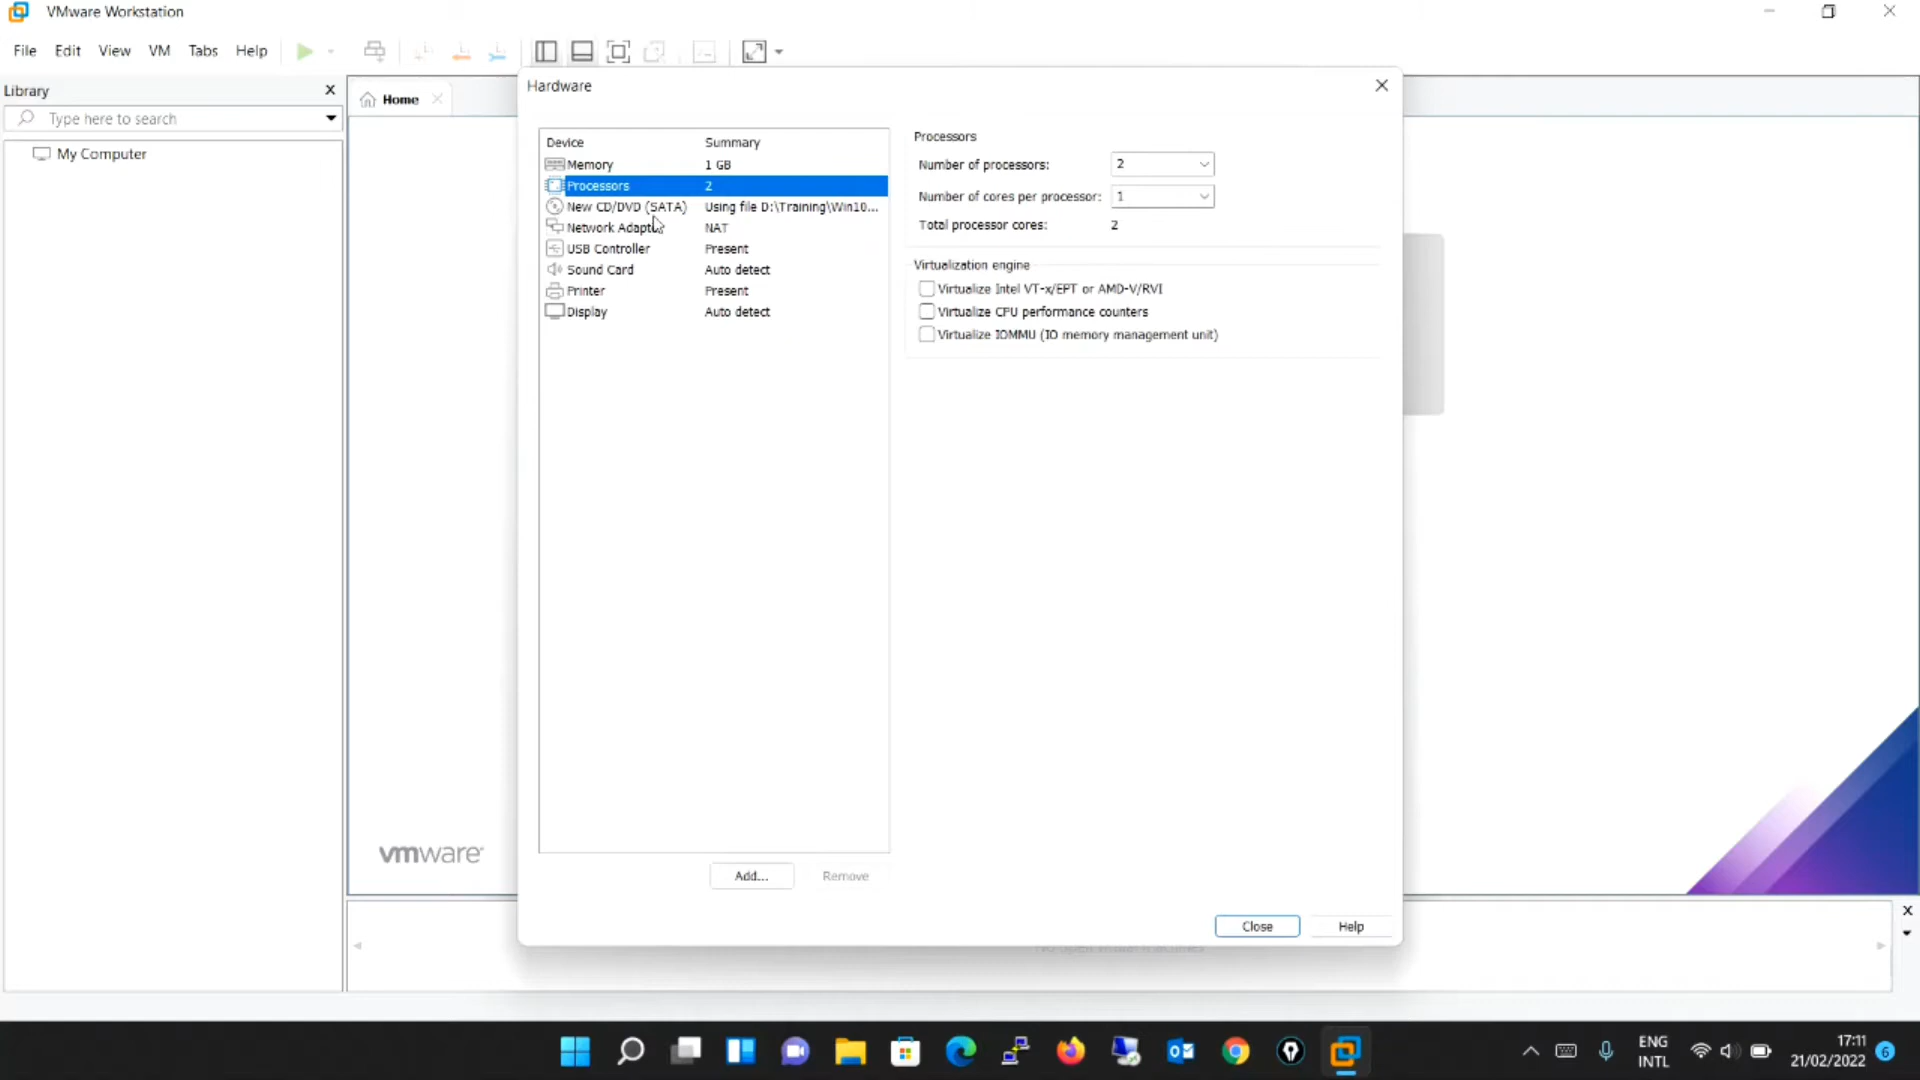 VMware Workstation
File Edit View VM Tabs Help
Hardware
Library
Home
Type here to search
My Computer
Device Summary
Memory 1 GB
Processors 2
New CD/DVD (SATA) Using file D:\Training\Win10...
Network Adapter NAT
USB Controller Present
Sound Card Auto detect
Printer Present
Display Auto detect
Processors
Number of processors: 2
Number of cores per processor: 1
Total processor cores: 2
Virtualization engine
Virtualize Intel VT-x/EPT or AMD-V/RVI
Virtualize CPU performance counters
Virtualize IOMMU (IO memory management unit)
vmware
Add... Remove
Close Help
ENG
INTL
17:11
21/02/2022
6